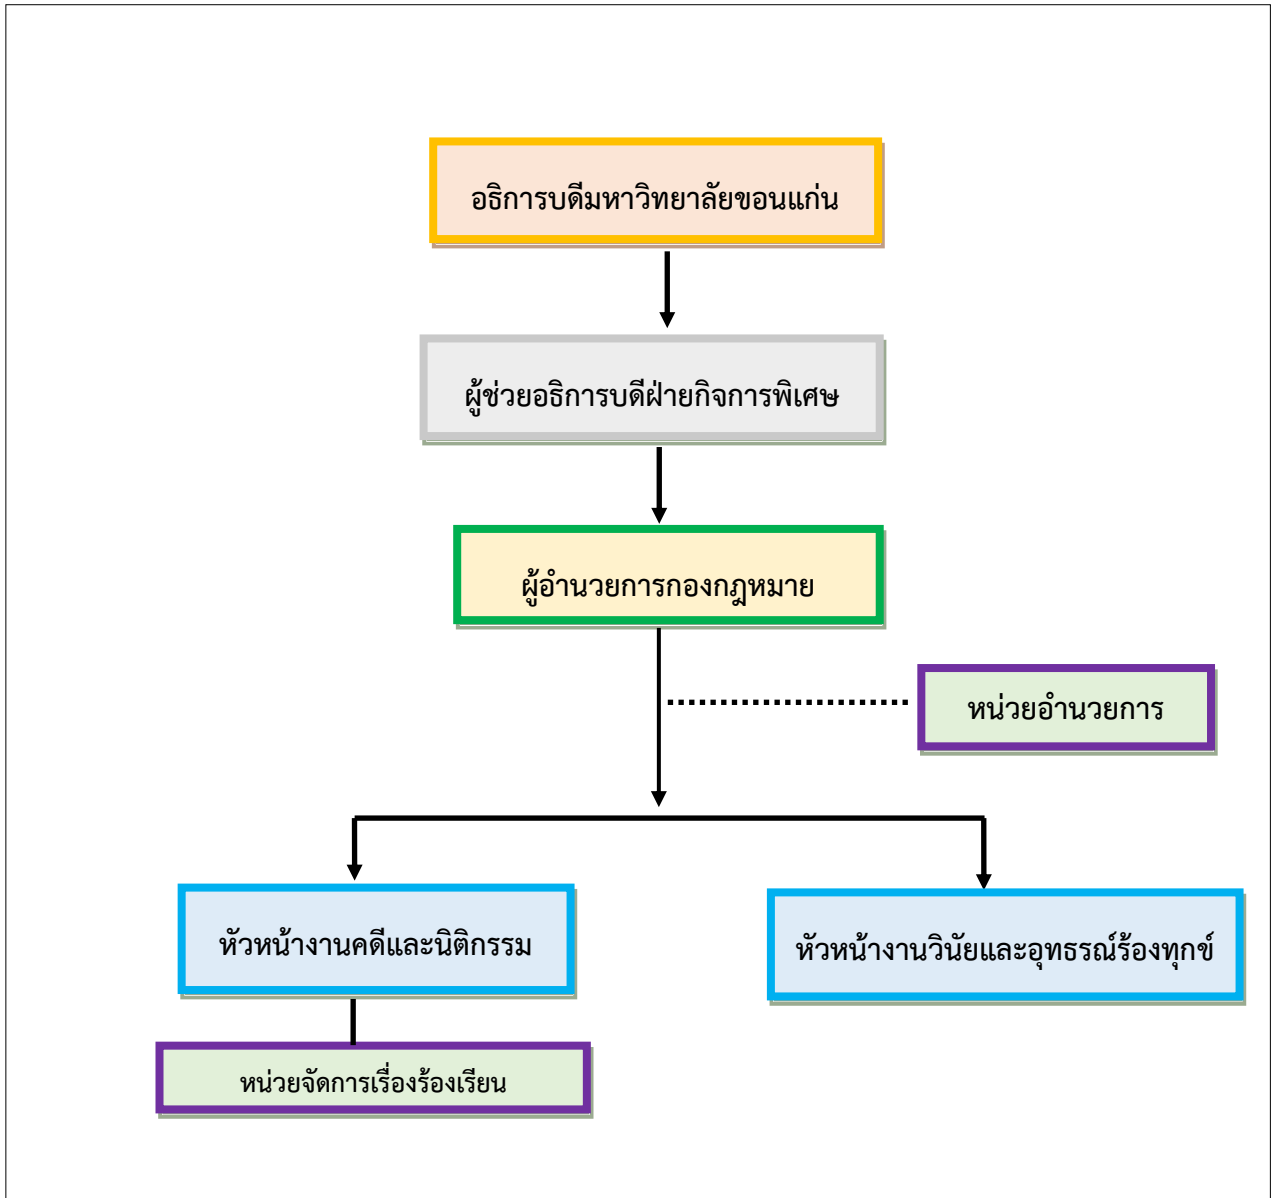 อธิการบดีมหาวิทยาลัยขอนแก่น
ผู้ช่วยอธิการบดีฝ่ายกิจการพิเศษ
ผู้อำนวยการกองกฎหมาย
หน่วยอำนวยการ
หัวหน้างานคดีและนิติกรรม
หัวหน้างานวินัยและอุทธรณ์ร้องทุกข์
หน่วยจัดการเรื่องร้องเรียน